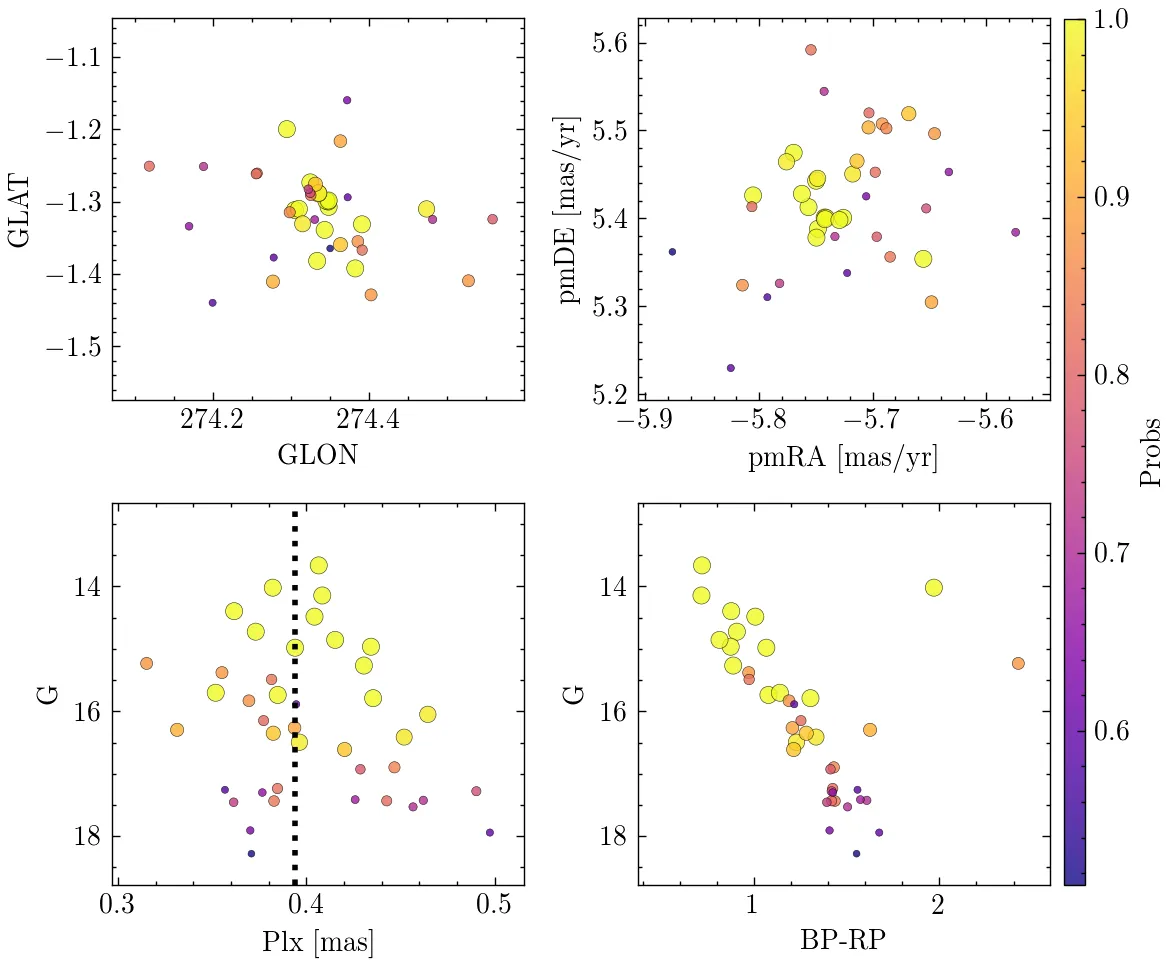 −1.1
−1.2
−1.3
−1.4
−1.5
GLAT
274.2 274.4
GLON
5.6
5.5
5.4
5.3
5.2
pmDE [mas/yr]
−5.9 −5.8 −5.7 −5.6
pmRA [mas/yr]
14
16
18
G
0.3 0.4 0.5
Plx [mas]
14
16
18
G
1 2
BP-RP
1.0
0.9
0.8
0.7
0.6
Probs